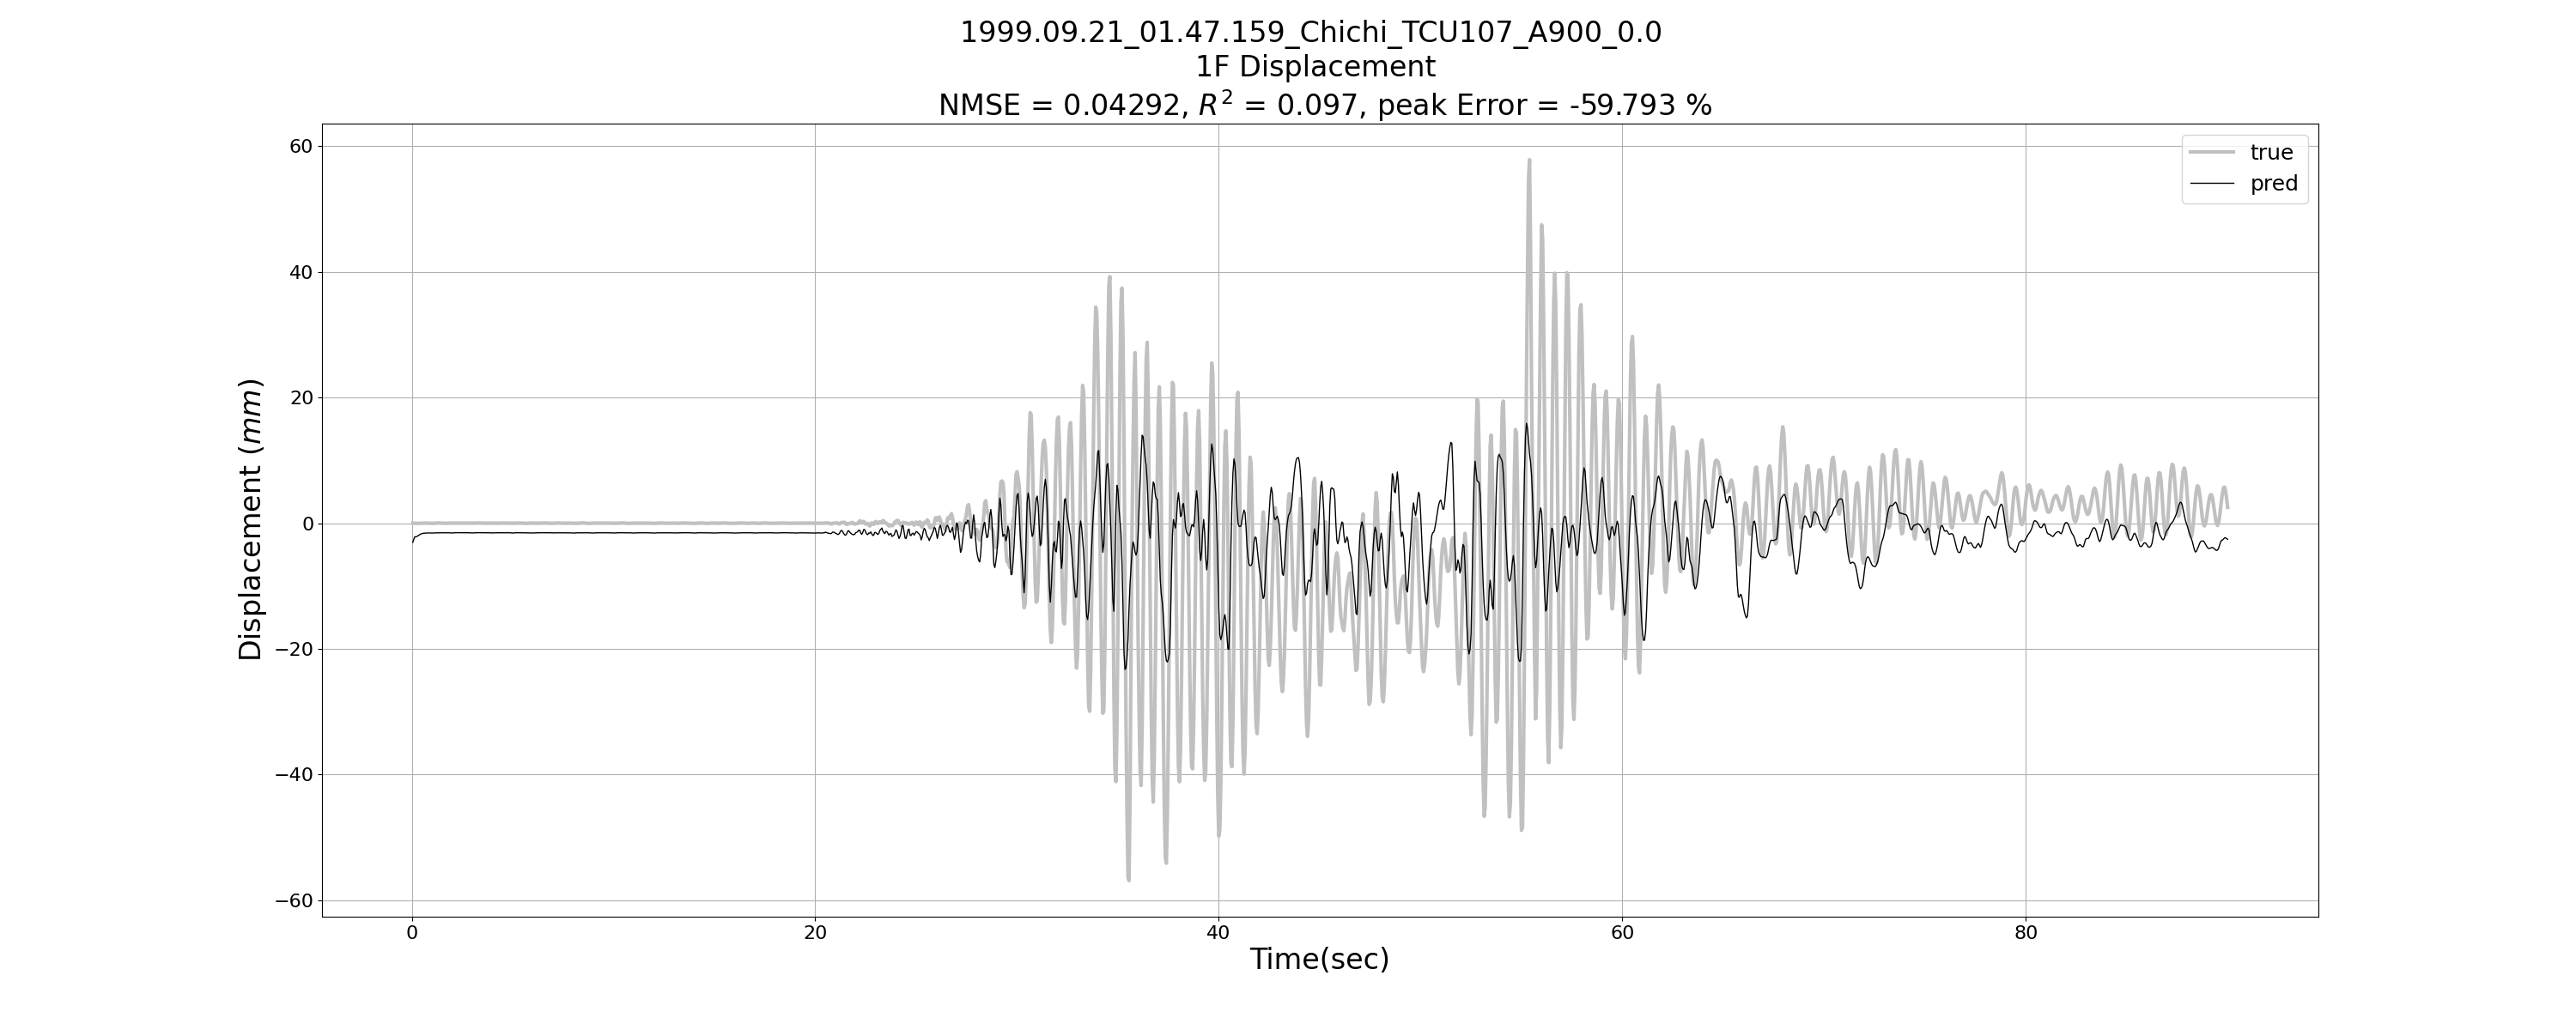 1999.09.21_01.47.159_Chichi_TCU107_A900_0.0
1F Displacement
NMSE = 0.04292, R² = 0.097, peak Error = -59.793 %
true
pred
60
40
20
0
−20
−40
−60
Displacement (mm)
0 20 40 60 80
Time(sec)